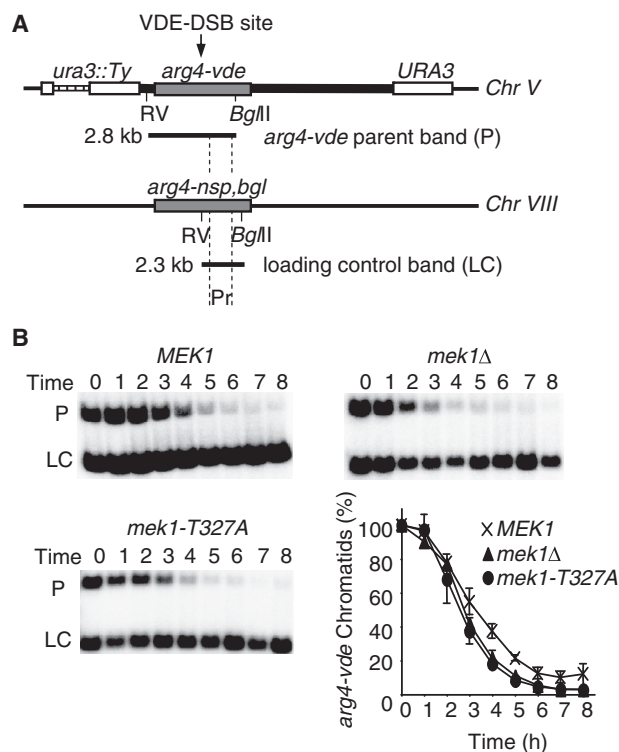 A
VDE-DSB site
ura3::Ty arg4-vde URA3 Chr V
RV BglII
2.8 kb arg4-vde parent band (P)
arg4-nsp,bgl
Chr VIII
RV BglII
2.3 kb loading control band (LC)
Pr
B
MEK1
Time 0 1 2 3 4 5 6 7 8
P
LC
mek1Δ
Time 0 1 2 3 4 5 6 7 8
P
LC
mek1-T327A
Time 0 1 2 3 4 5 6 7 8
P
LC
arg4-vde Chromatids (%)
100
80
60
40
20
0
MEK1
mek1Δ
mek1-T327A
0 1 2 3 4 5 6 7 8
Time (h)